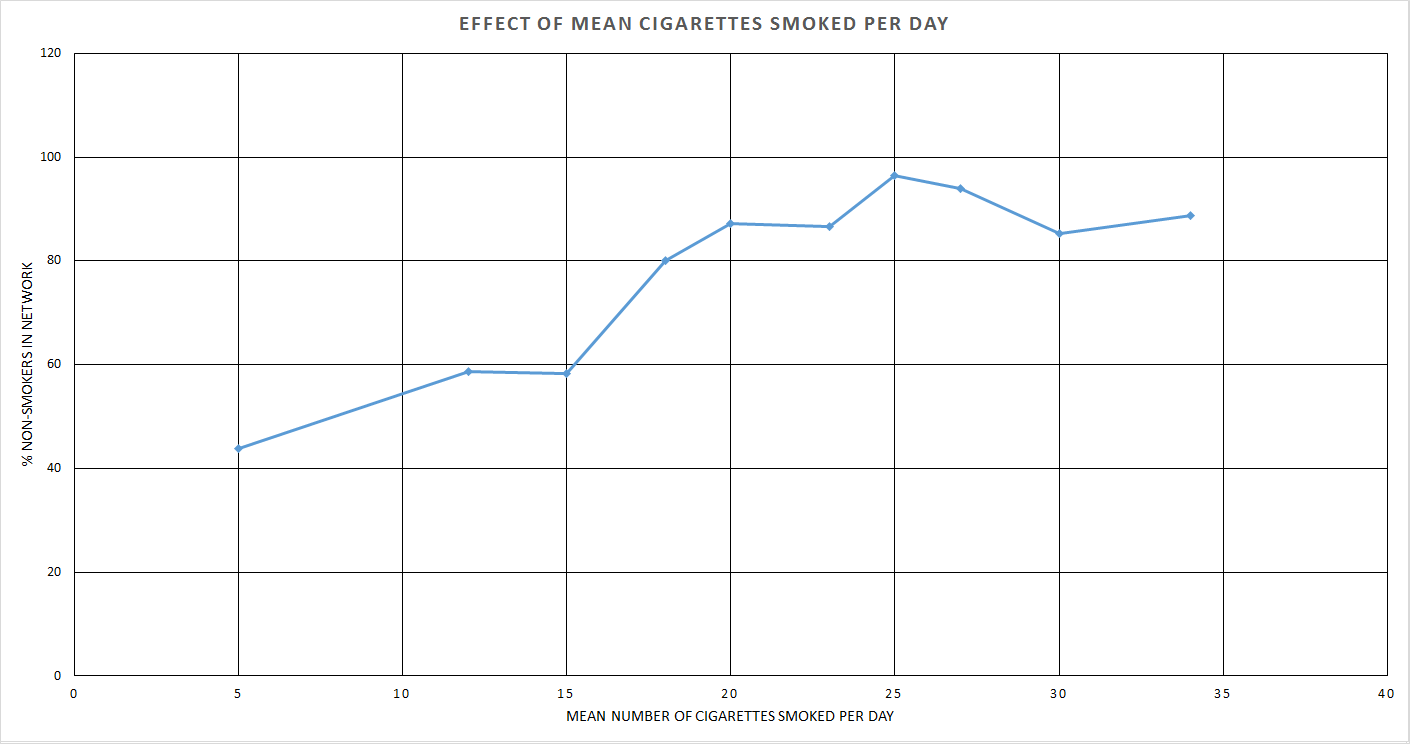 EFFECT OF MEAN CIGARETTES SMOKED PER DAY
120
100
80
60
40
20
0
% NON-SMOKERS IN NETWORK
0 5 10 15 20 25 30 35 40
MEAN NUMBER OF CIGARETTES SMOKED PER DAY